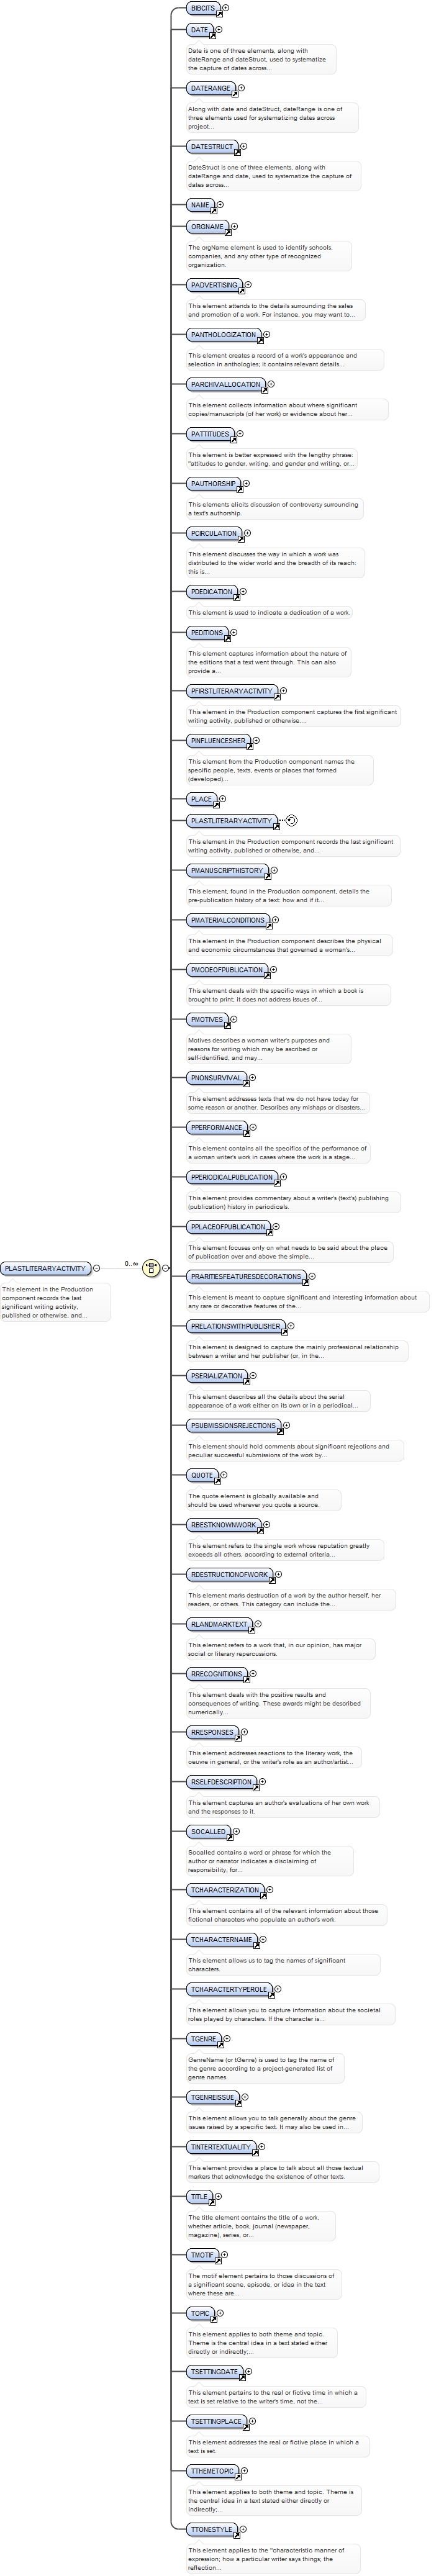 BIBCITS
DATE
Date is one of three elements, along with
dateRange and dateStruct, used to systematize
the capture of dates across...
DATERANGE
Along with date and dateStruct, dateRange is one of
three elements used for systematizing dates across
project...
DATESTRUCT
DateStruct is one of three elements, along with
dateRange and date, used to systematize the capture of
dates across...
NAME
ORGNAME
The orgName element is used to identify schools,
companies, and any other type of recognized
organization.
PADVERTISING
This element attends to the details surrounding the sales
and promotion of a work. For instance, you may want to...
PANTHOLOGIZATION
This element creates a record of a work's appearance and
selection in anthologies; it contains relevant details...
PARCHIVALLOCATION
This element collects information about where significant
copies/manuscripts (of her work) or evidence about her...
PATTITUDES
This element is better expressed with the lengthy phrase:
"attitudes to gender, writing, and gender and writing, or...
PAUTHORSHIP
This elements elicits discussion of controversy surrounding
a text's authorship.
PCIRCULATION
This element discusses the way in which a work was
distributed to the wider world and the breadth of its reach:
this is...
PDEDICATION
This element is used to indicate a dedication of a work.
PEDITIONS
This element captures information about the nature of
the editions that a text went through. This can also
provide a...
PFIRSTLITERARYACTIVITY
This element in the Production component captures the first significant
writing activity, published or otherwise....
PINFLUENCESHER
This element from the Production component names the
specific people, texts, events or places that formed
(developed)...
PLACE
PLASTLITERARYACTIVITY
This element in the Production component records the last significant
writing activity, published or otherwise, and...
PMANUSCRIPTHISTORY
This element, found in the Production component, details the
pre-publication history of a text: how and if it...
PMATERIALCONDITIONS
This element in the Production component describes the physical
and economic circumstances that governed a woman's...
PMODEOFPUBLICATION
This element deals with the specific ways in which a book is
brought to print; it does not address issues of...
PMOTIVES
Motives describes a woman writer's purposes and
reasons for writing which may be ascribed or
self-identified, and may...
PNONSURVIVAL
This element addresses texts that we do not have today for
some reason or another. Describes any mishaps or disasters...
PPERFORMANCE
This element contains all the specifics of the performance of
a woman writer's work in cases where the work is a stage...
PPERIODICALPUBLICATION
This element provides commentary about a writer's (text's) publishing
(publication) history in periodicals.
PPLACEOFPUBLICATION
This element focuses only on what needs to be said about the place
of publication over and above the simple...
PLASTLITERARYACTIVITY
0..∞
This element in the Production
component records the last
significant writing activity,
published or otherwise, and...
PRARITIESFEATURESDECORATIONS
This element is meant to capture significant and interesting information about
any rare or decorative features of the...
PRELATIONSWITHPUBLISHER
This element is designed to capture the mainly professional relationship
between a writer and her publisher (or, in the...
PSERIALIZATION
This element describes all the details about the serial
appearance of a work either on its own or in a periodical...
PSUBMISSIONSREJECTIONS
This element should hold comments about significant rejections and
peculiar successful submissions of the work by...
QUOTE
The quote element is globally available and
should be used wherever you quote a source.
RBESTKNOWNWORK
This element refers to the single work whose reputation greatly
exceeds all others, according to external criteria...
RDESTRUCTIONOFWORK
This element marks destruction of a work by the author herself, her
readers, or others. This category can include the...
RLANDMARKTEXT
This element refers to a work that, in our opinion, has major
social or literary repercussions.
RRECOGNITIONS
This element deals with the positive results and
consequences of writing. These awards might be described
numerically...
RRESPONSES
This element addresses reactions to the literary work, the
oeuvre in general, or the writer's role as an author/artist...
RSELFDESCRIPTION
This element captures an author's evaluations of her own work
and the responses to it.
SOCALLED
Socalled contains a word or phrase for which the
author or narrator indicates a disclaiming of
responsibility, for...
TCHARACTERIZATION
This element contains all of the relevant information about those
fictional characters who populate an author's work.
TCHARACTERNAME
This element allows us to tag the names of significant
characters.
TCHARACTERTYPEROLE
This element allows you to capture information about the societal
roles played by characters. If the character is...
TGENRE
GenreName (or tGenre) is used to tag the name of
the genre according to a project-generated list of
genre names.
TGENREISSUE
This element allows you to talk generally about the genre
issues raised by a specific text. It may also be used in...
TINTERTEXTUALITY
This element provides a place to talk about all those textual
markers that acknowledge the existence of other texts.
TITLE
The title element contains the title of a work,
whether article, book, journal (newspaper,
magazine), series, or...
TMOTIF
The motif element pertains to those discussions of
a significant scene, episode, or idea in the text
where these are...
TOPIC
This element applies to both theme and topic.
Theme is the central idea in a text stated either
directly or indirectly;...
TSETTINGDATE
This element pertains to the real or fictive time in which a
text is set relative to the writer's time, not the...
TSETTINGPLACE
This element addresses the real or fictive place in which a
text is set.
TTHEMETOPIC
This element applies to both theme and topic. Theme is
the central idea in a text stated either directly or
indirectly;...
TTONESTYLE
This element applies to the "characteristic manner of
expression; how a particular writer says things; the
reflection...